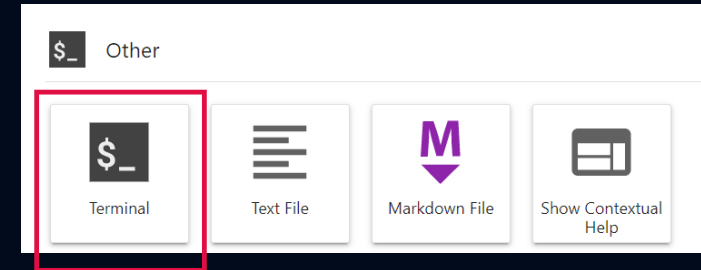 $_ Other
$_
M
Terminal
Text File
Markdown File
Show Contextual
Help